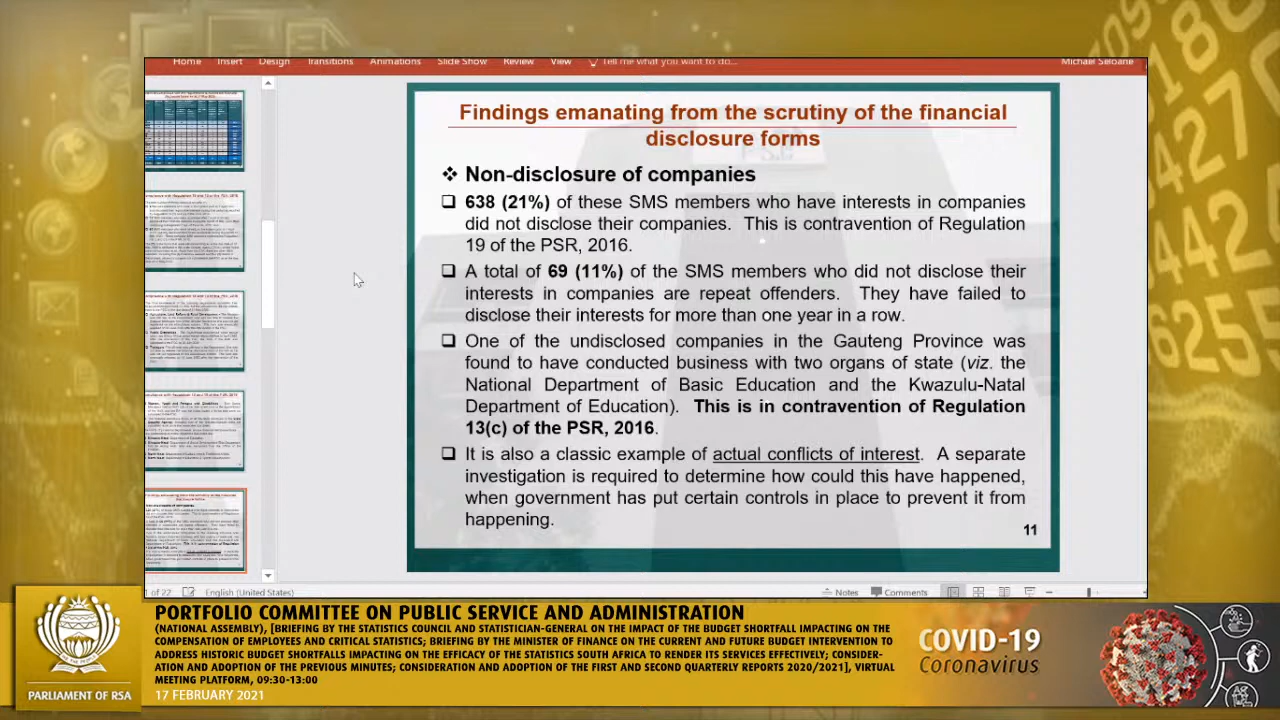 Home Insert Design Transitions Animations Slide Show Review View Tell me what you want to do... Michael Seloane
Findings emanating from the scrutiny of the financial
disclosure forms
❖ Non-disclosure of companies
❑ 638 (21%) of these SMS members who have interests in companies
did not disclose their companies. This is contravention of Regulation
19 of the PSR, 2016.
❑ A total of 69 (11%) of the SMS members who did not disclose their
interests in companies are repeat offenders. They have failed to
disclose their interests for more than one year in a row.
❑ One of the undisclosed companies in the Gauteng Province was
found to have conducted business with two organs of state (viz. the
National Department of Basic Education and the Kwazulu-Natal
Department of Education). This is in contravention of Regulation
13(c) of the PSR, 2016.
❑ It is also a classic example of actual conflicts of interest. A separate
investigation is required to determine how could this have happened,
when government has put certain controls in place to prevent it from
happening.
11
of 22 English (United States) Notes Comments
PORTFOLIO COMMITTEE ON PUBLIC SERVICE AND ADMINISTRATION
(NATIONAL ASSEMBLY), [BRIEFING BY THE STATISTICS COUNCIL AND STATISTICIAN-GENERAL ON THE IMPACT OF THE BUDGET SHORTFALL IMPACTING ON THE
COMPENSATION OF EMPLOYEES AND CRITICAL STATISTICS; BRIEFING BY THE MINISTER OF FINANCE ON THE CURRENT AND FUTURE BUDGET INTERVENTION TO
ADDRESS HISTORIC BUDGET SHORTFALLS IMPACTING ON THE EFFICACY OF THE STATISTICS SOUTH AFRICA TO RENDER ITS SERVICES EFFECTIVELY; CONSIDER-
ATION AND ADOPTION OF THE PREVIOUS MINUTES; CONSIDERATION AND ADOPTION OF THE FIRST AND SECOND QUARTERLY REPORTS 2020/2021], VIRTUAL
MEETING PLATFORM, 09:30-13:00
17 FEBRUARY 2021
PARLIAMENT OF RSA
COVID-19
Coronavirus